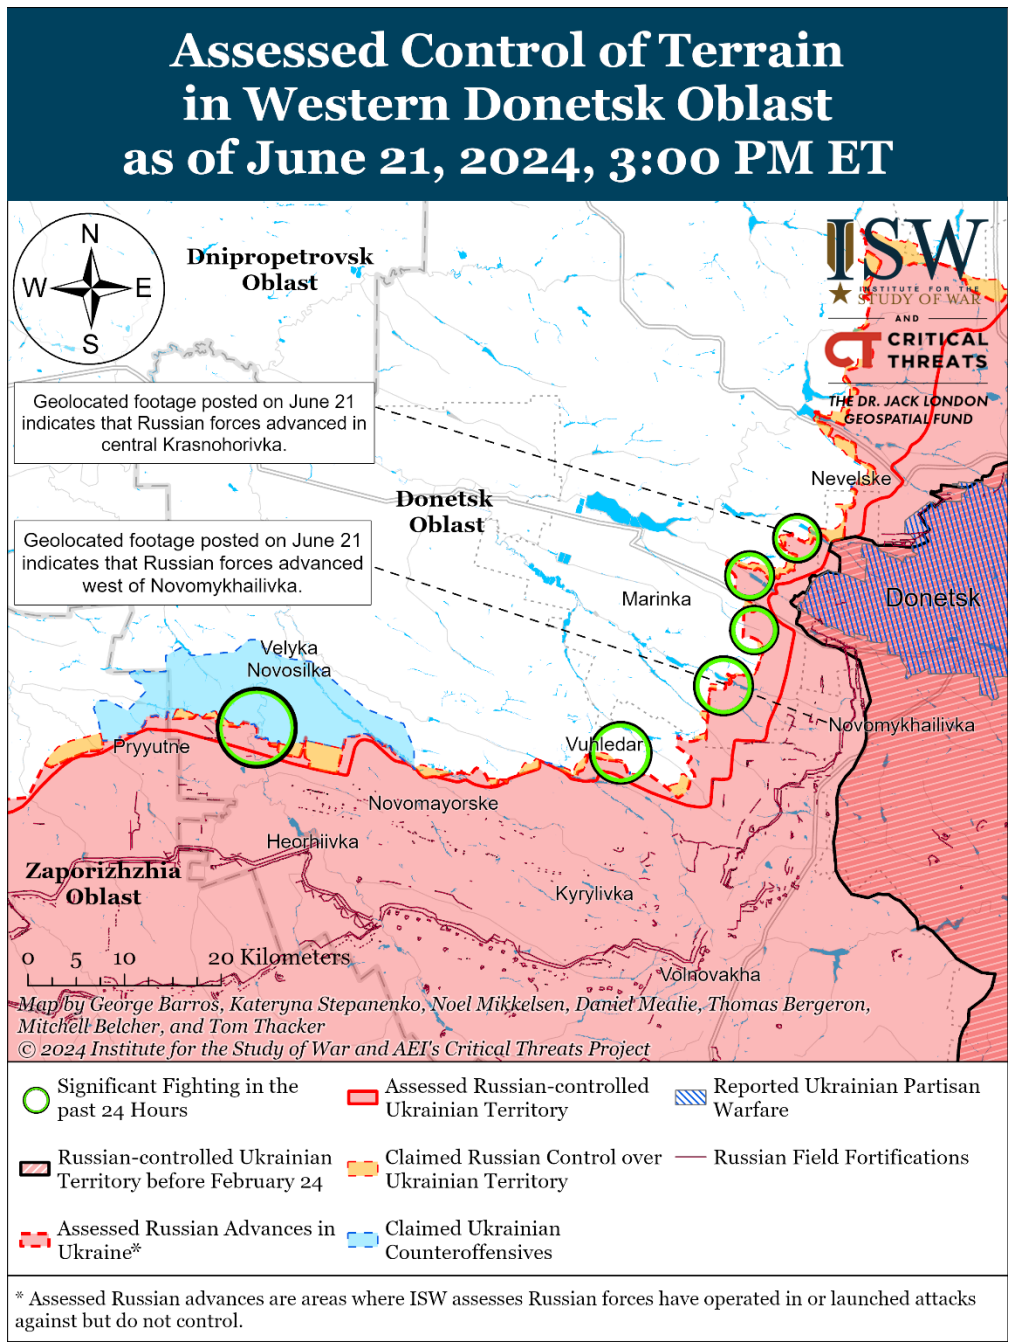 Assessed Control of Terrain
in Western Donetsk Oblast
as of June 21, 2024, 3:00 PM ET
N
W
E
S
Dnipropetrovsk
Oblast
ISW
INSTITUTE FOR THE
STUDY OF WAR
AND
CT CRITICAL
THREATS
THE DR. JACK LONDON
GEOSPATIAL FUND
Geolocated footage posted on June 21
indicates that Russian forces advanced in
central Krasnohorivka.
Nevelske
Donetsk
Oblast
Geolocated footage posted on June 21
indicates that Russian forces advanced
west of Novomykhailivka.
Marinka
Donetsk
Velyka
Novosilka
Novomykhailivka
Pryyutne
Vuhledar
Novomayorske
Heorhiivka
Zaporizhzhia
Oblast
Kyrylivka
Volnovakha
0 5 10 20 Kilometers
Map by George Barros, Kateryna Stepanenko, Noel Mikkelsen, Daniel Mealie, Thomas Bergeron,
Mitchell Belcher, and Tom Thacker
© 2024 Institute for the Study of War and AEI's Critical Threats Project
Significant Fighting in the
past 24 Hours
Assessed Russian-controlled
Ukrainian Territory
Reported Ukrainian Partisan
Warfare
Russian-controlled Ukrainian
Territory before February 24
Claimed Russian Control over
Ukrainian Territory
Russian Field Fortifications
Assessed Russian Advances in
Ukraine*
Claimed Ukrainian
Counteroffensives
* Assessed Russian advances are areas where ISW assesses Russian forces have operated in or launched attacks
against but do not control.